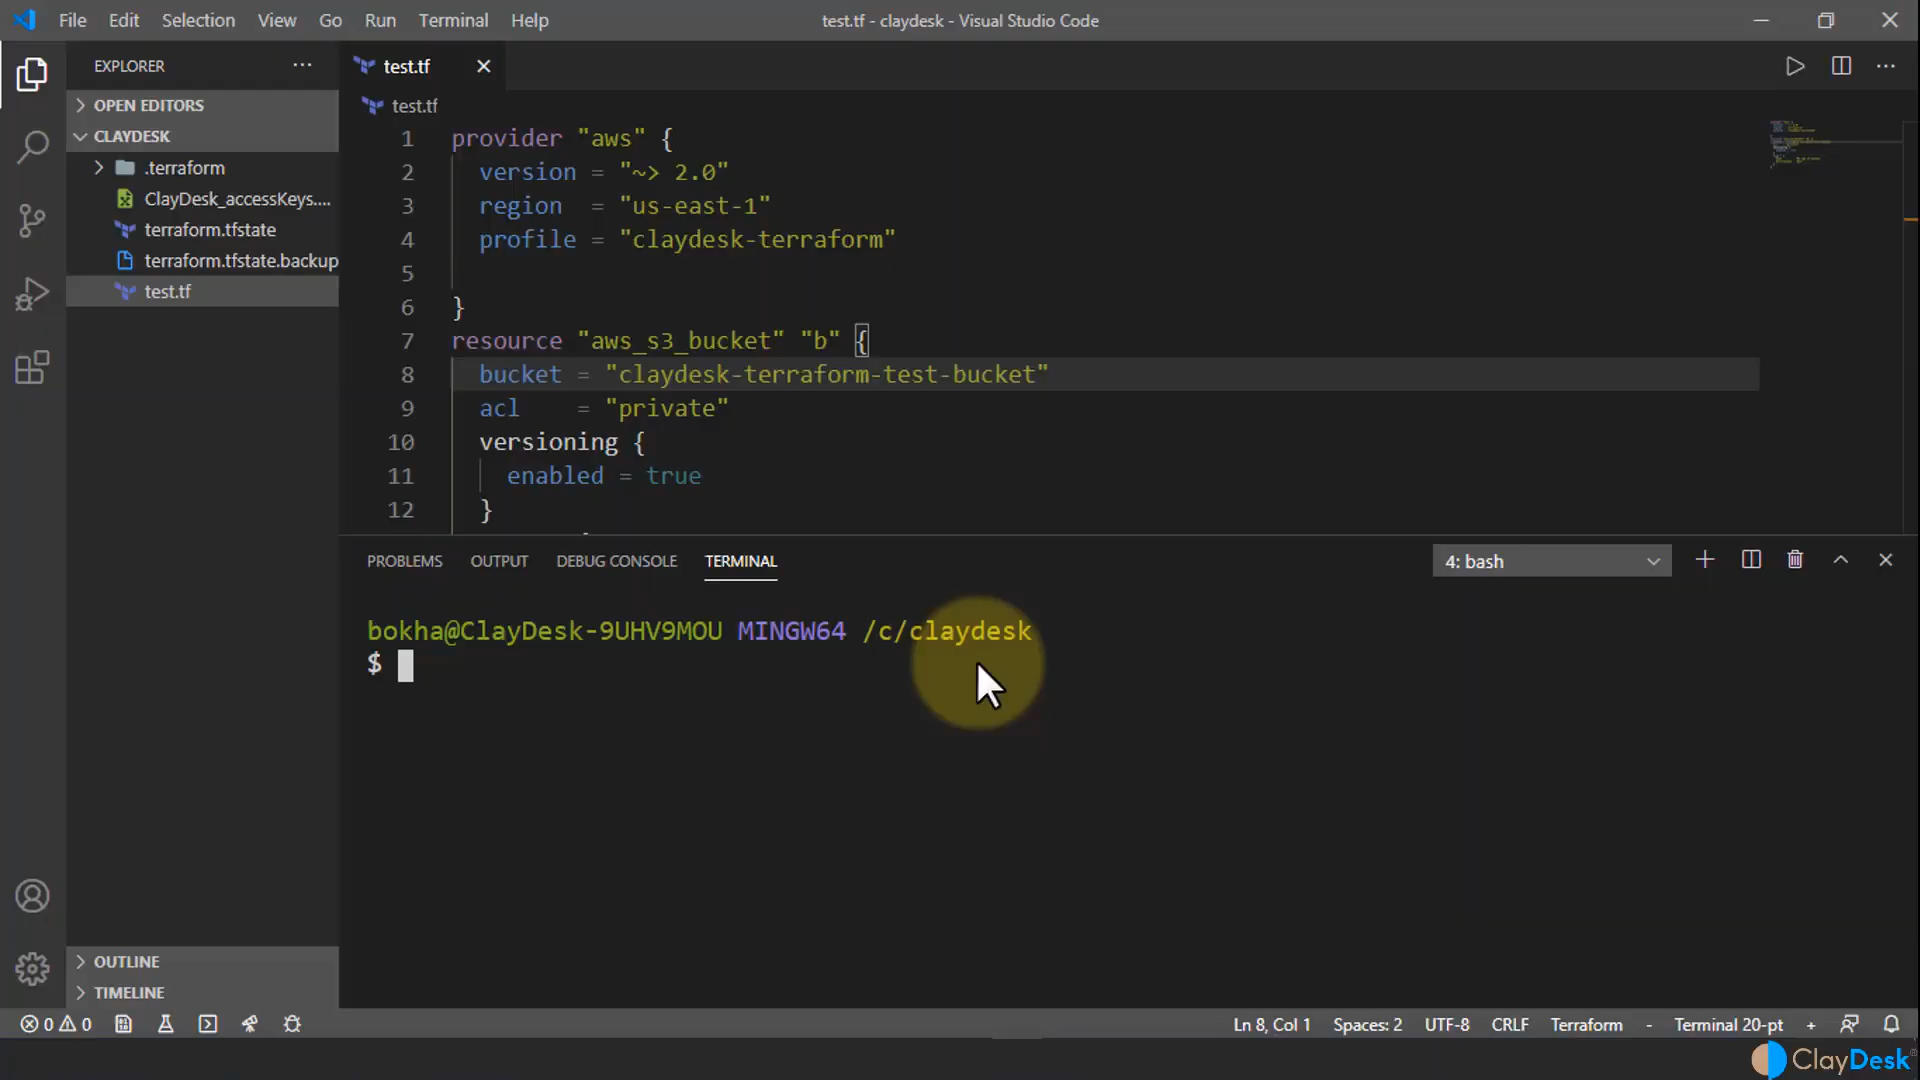 File Edit Selection View Go Run Terminal Help
test.tf - claydesk - Visual Studio Code
EXPLORER
OPEN EDITORS
CLAYDESK
.terraform
ClayDesk_accessKeys....
terraform.tfstate
terraform.tfstate.backup
test.tf
OUTLINE
TIMELINE
test.tf
test.tf
1 provider "aws" {
2 version = "~> 2.0"
3 region = "us-east-1"
4 profile = "claydesk-terraform"
5
6 }
7 resource "aws_s3_bucket" "b" {
8 bucket = "claydesk-terraform-test-bucket"
9 acl = "private"
10 versioning {
11 enabled = true
12 }
PROBLEMS OUTPUT DEBUG CONSOLE TERMINAL
4: bash
bokha@ClayDesk-9UHV9MOU MINGW64 /c/claydesk
$
0 0
Ln 8, Col 1 Spaces: 2 UTF-8 CRLF Terraform - Terminal 20-pt +
ClayDesk